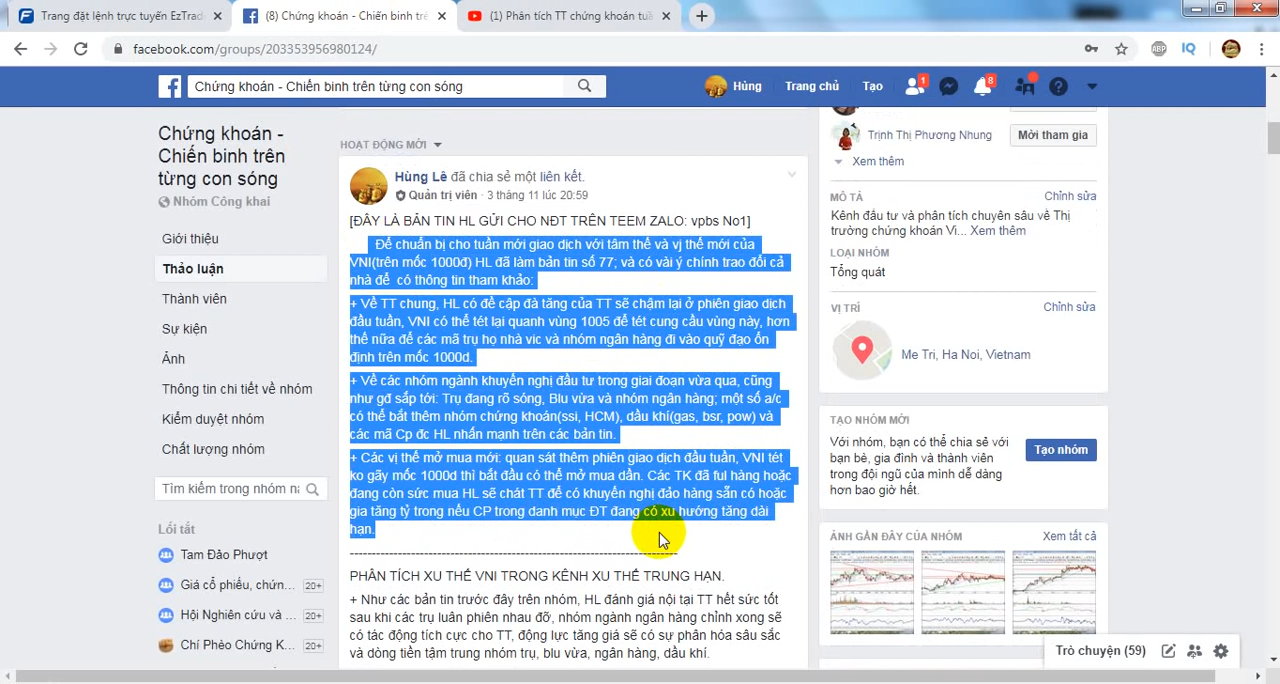 Trang đặt lệnh trực tuyến EzTrad
(8) Chứng khoán - Chiến binh trê
(1) Phân tích TT chứng khoán tuầ
facebook.com/groups/203353956980124/
ABP
IQ
Chứng khoán - Chiến binh trên từng con sóng
Hùng
Trang chủ
Tạo
1
8
Chứng khoán -
Chiến binh trên
từng con sóng
Nhóm Công khai
Giới thiệu
Thảo luận
Thành viên
Sự kiện
Ảnh
Thông tin chi tiết về nhóm
Kiểm duyệt nhóm
Chất lượng nhóm
Tìm kiếm trong nhóm nà
Lối tắt
Tam Đảo Phượt
Giá cổ phiếu, chứn... 20+
Hội Nghiên cứu và ... 20+
Chí Phèo Chứng K... 20+
HOẠT ĐỘNG MỚI
Hùng Lê đã chia sẻ một liên kết.
Quản trị viên · 3 tháng 11 lúc 20:59
[ĐÂY LÀ BẢN TIN HL GỬI CHO NĐT TRÊN TEEM ZALO: vpbs No1]
Để chuẩn bị cho tuần mới giao dịch với tâm thế và vị thế mới của
VNI(trên mốc 1000đ) HL đã làm bản tin số 77; và có vài ý chính trao đổi cả
nhà để có thông tin tham khảo:
+ Về TT chung, HL có đề cập đà tăng của TT sẽ chậm lại ở phiên giao dịch
đầu tuần, VNI có thể tét lại quanh vùng 1005 để tét cung cầu vùng này, hơn
thế nữa để các mã trụ họ nhà vic và nhóm ngân hàng đi vào quỹ đạo ổn
định trên mốc 1000đ.
+ Về các nhóm ngành khuyến nghị đầu tư trong giai đoạn vừa qua, cũng
như gđ sắp tới: Trụ đang rõ sóng, Blu vừa và nhóm ngân hàng; một số a/c
có thể bắt thêm nhóm chứng khoán(ssi, HCM), dầu khí(gas, bsr, pow) và
các mã Cp đc HL nhấn mạnh trên các bản tin.
+ Các vị thế mở mua mới: quan sát thêm phiên giao dịch đầu tuần, VNI tét
ko gãy mốc 1000đ thì bắt đầu có thể mở mua dần. Các TK đã ful hàng hoặc
đang còn sức mua HL sẽ chát TT để có khuyến nghị đảo hàng sẵn có hoặc
gia tăng tỷ trong nếu CP trong danh mục ĐT đang có xu hướng tăng dài
hạn.
--------------------------------------------------------------------------
PHÂN TÍCH XU THẾ VNI TRONG KÊNH XU THẾ TRUNG HẠN.
+ Như các bản tin trước đây trên nhóm, HL đánh giá nội tại TT hết sức tốt
sau khi các trụ luân phiên nhau đỡ, nhóm ngành ngân hàng chỉnh xong sẽ
có tác động tích cực cho TT, động lực tăng giá sẽ có sự phân hóa sâu sắc
và dòng tiền tậm trung nhóm trụ, blu vừa, ngân hàng, dầu khí.
Trịnh Thị Phương Nhung
Mời tham gia
Xem thêm
MÔ TẢ
Chỉnh sửa
Kênh đầu tư và phân tích chuyên sâu về Thị
trường chứng khoán Vi... Xem thêm
LOẠI NHÓM
Tổng quát
VỊ TRÍ
Chỉnh sửa
Me Tri, Ha Noi, Vietnam
TẠO NHÓM MỚI
Với nhóm, bạn có thể chia sẻ với
bạn bè, gia đình và thành viên
trong đội ngũ của mình dễ dàng
hơn bao giờ hết.
Tạo nhóm
ẢNH GẦN ĐÂY CỦA NHÓM
Xem tất cả
Trò chuyện (59)